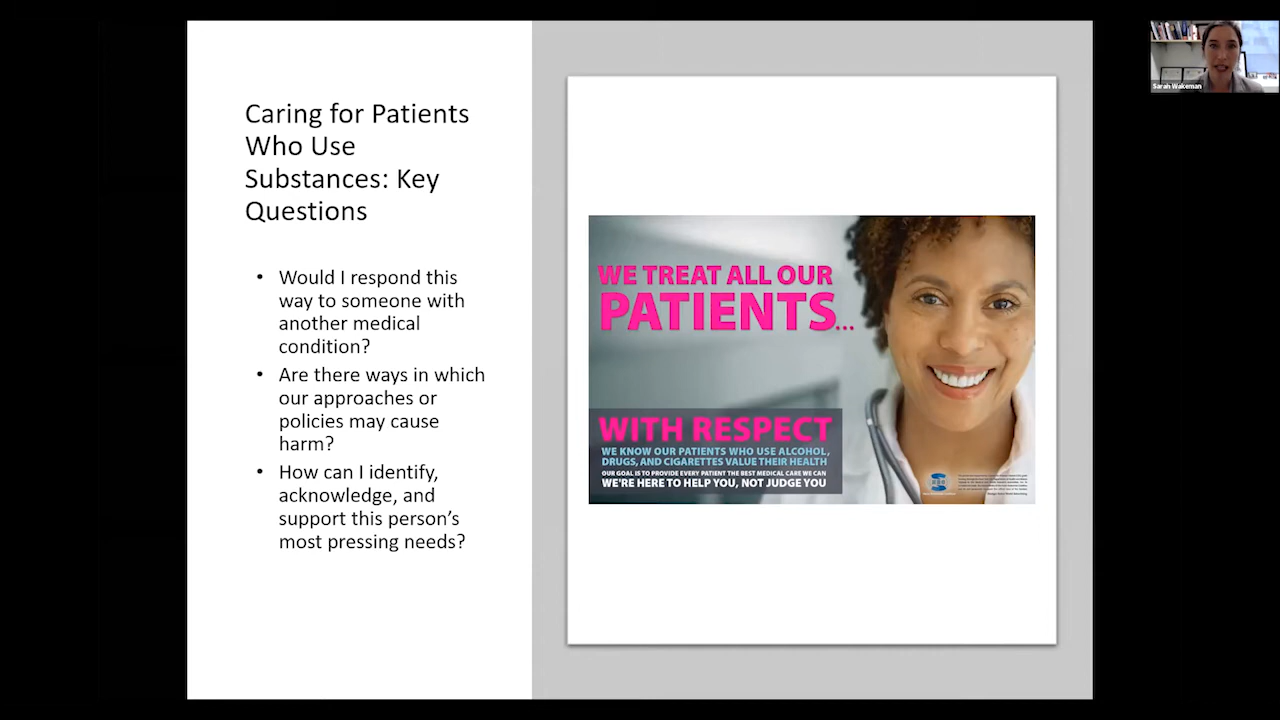 Caring for Patients
Who Use
Substances: Key
Questions
• Would I respond this
way to someone with
another medical
condition?
• Are there ways in which
our approaches or
policies may cause
harm?
• How can I identify,
acknowledge, and
support this person's
most pressing needs?
WE TREAT ALL OUR
PATIENTS...
WITH RESPECT
WE KNOW OUR PATIENTS WHO USE ALCOHOL,
DRUGS, AND CIGARETTES VALUE THEIR HEALTH
OUR GOAL IS TO PROVIDE EVERY PATIENT THE BEST MEDICAL CARE WE CAN
WE'RE HERE TO HELP YOU, NOT JUDGE YOU
Sarah Wakeman